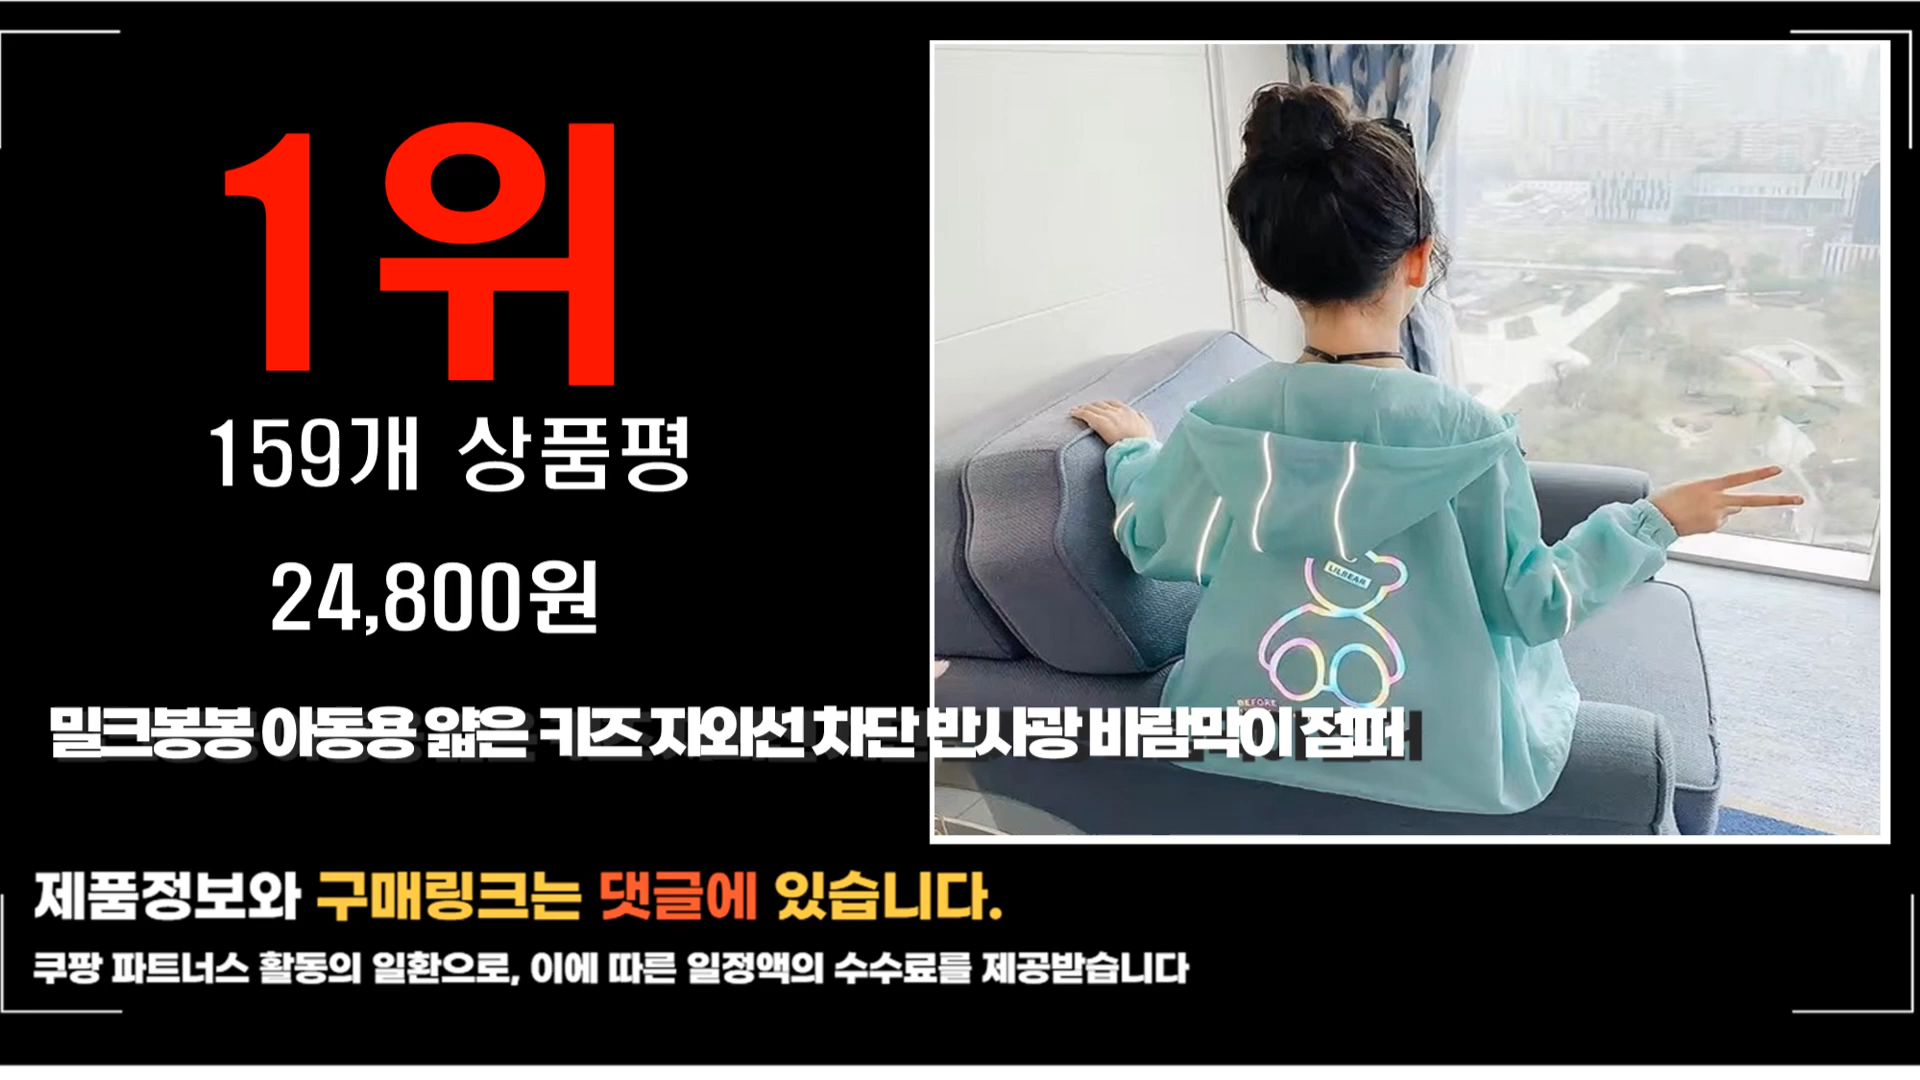 1위
159개 상품평
24,800원
밀크봉봉 아동용 얇은 키즈 자외선 차단 반사광 바람막이 점퍼
LILBEAR
BEFORE
제품정보와 구매링크는 댓글에 있습니다.
쿠팡 파트너스 활동의 일환으로, 이에 따른 일정액의 수수료를 제공받습니다